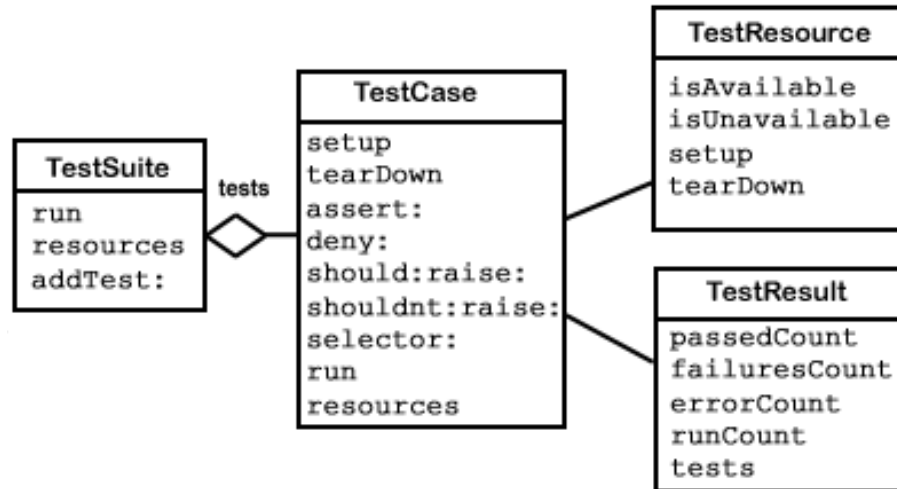 TestSuite
run
resources
addTest:
tests
TestCase
setup
tearDown
assert:
deny:
should:raise:
shouldnt:raise:
selector:
run
resources
TestResource
isAvailable
isUnavailable
setup
tearDown
TestResult
passedCount
failuresCount
errorCount
runCount
tests